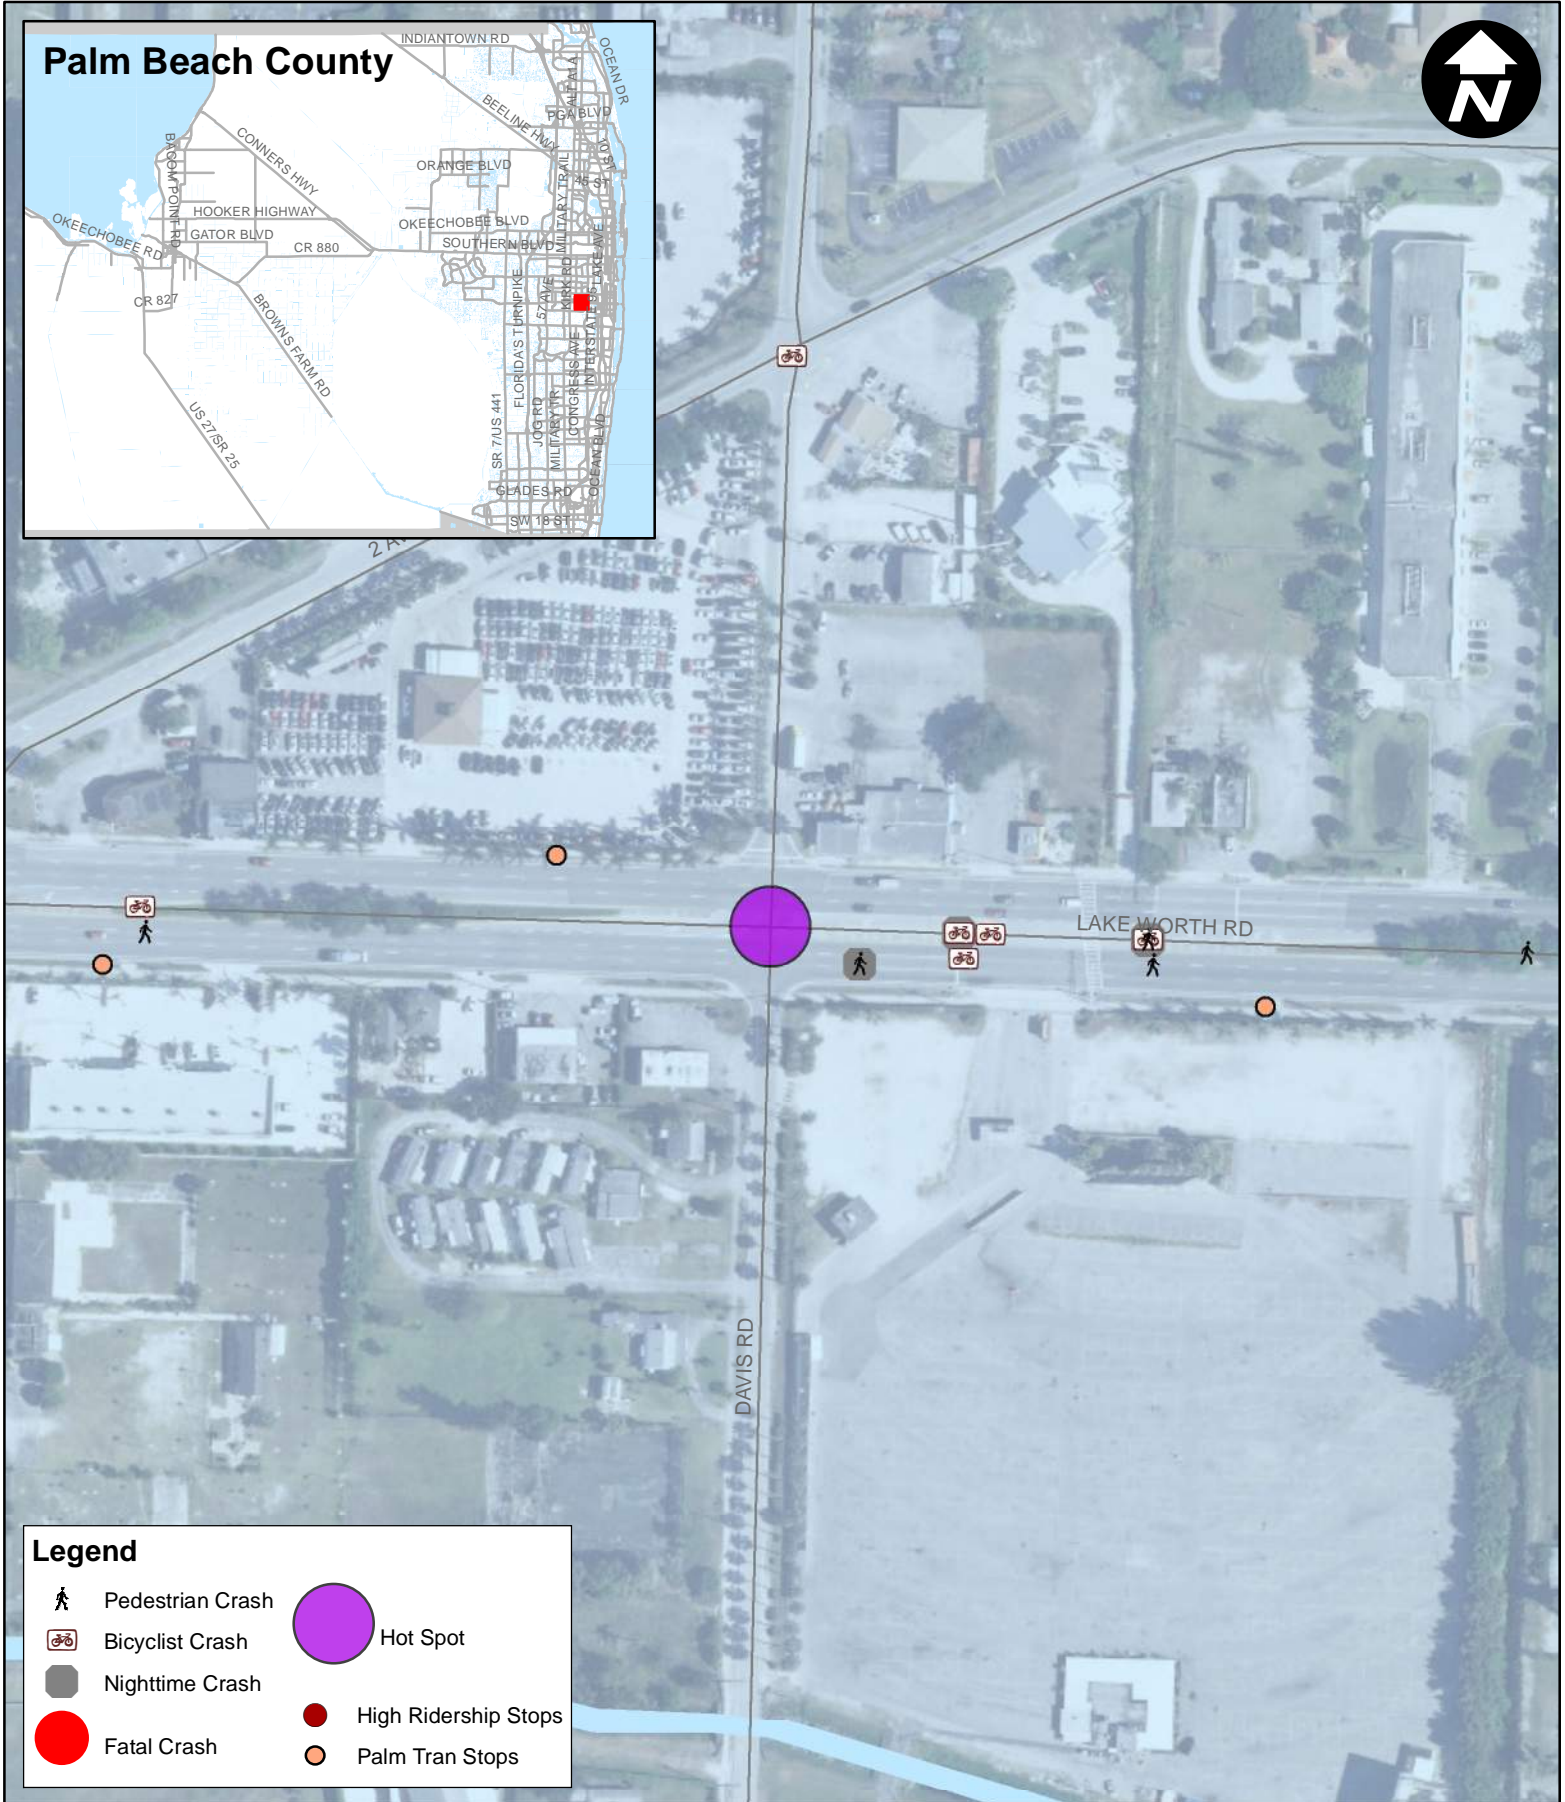 Palm Beach County
INDIANTOWN RD
OCEAN DR
ALT A1A
BEELINE HWY
PGA BLVD
10 ST
BACOM POINT RD
CONNERS HWY
ORANGE BLVD
45 ST
MILITARY TRAIL
HOOKER HIGHWAY
OKEECHOBEE BLVD
OKEECHOBEE RD
GATOR BLVD
CR 880
SOUTHERN BLVD
LAKE AVE
KIRK RD
57 AVE
CR 827
FLORIDA'S TURNPIKE
BROWNS FARM RD
INTERSTATE 95
CONGRESS AVE
US 27/SR 25
SR 7/US 441
JOG RD
MILITARY TR
OCEAN BLVD
GLADES RD
SW 18 ST
N
LAKE WORTH RD
DAVIS RD
Legend
Pedestrian Crash
Bicyclist Crash
Hot Spot
Nighttime Crash
High Ridership Stops
Fatal Crash
Palm Tran Stops